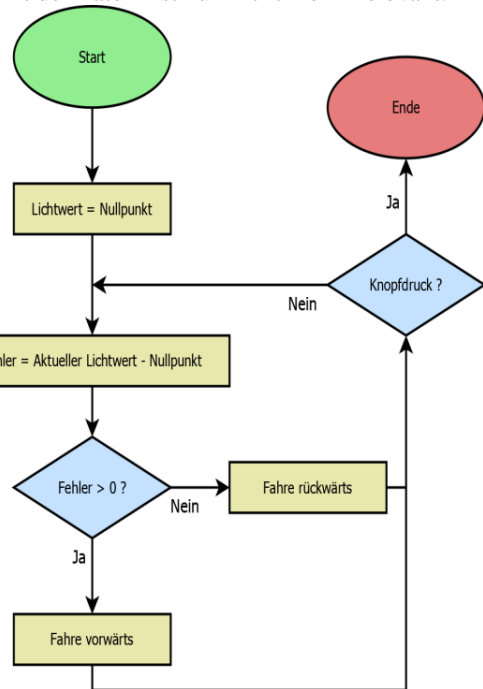 Start
Ende
Lichtwert = Nullpunkt
Ja
Knopfdruck ?
Nein
= Aktueller Lichtwert - Nullpunkt
Fehler > 0 ?
Nein
Fahre rückwärts
Ja
Fahre vorwärts